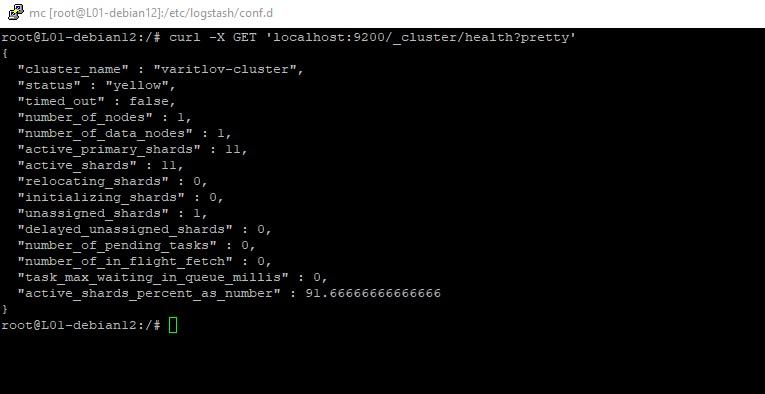 mc [root@L01-debian12]:/etc/logstash/conf.d
root@L01-debian12:/# curl -X GET 'localhost:9200/_cluster/health?pretty'
{
  "cluster_name" : "varitlov-cluster",
  "status" : "yellow",
  "timed_out" : false,
  "number_of_nodes" : 1,
  "number_of_data_nodes" : 1,
  "active_primary_shards" : 11,
  "active_shards" : 11,
  "relocating_shards" : 0,
  "initializing_shards" : 0,
  "unassigned_shards" : 1,
  "delayed_unassigned_shards" : 0,
  "number_of_pending_tasks" : 0,
  "number_of_in_flight_fetch" : 0,
  "task_max_waiting_in_queue_millis" : 0,
  "active_shards_percent_as_number" : 91.66666666666666
}
root@L01-debian12:/#